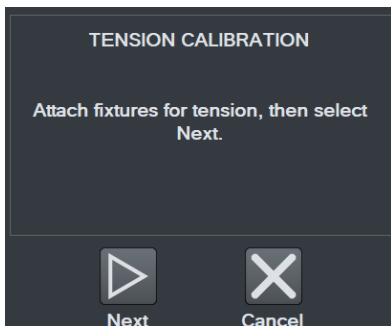 TENSION CALIBRATION
Attach fixtures for tension, then select
Next.
Next
Cancel